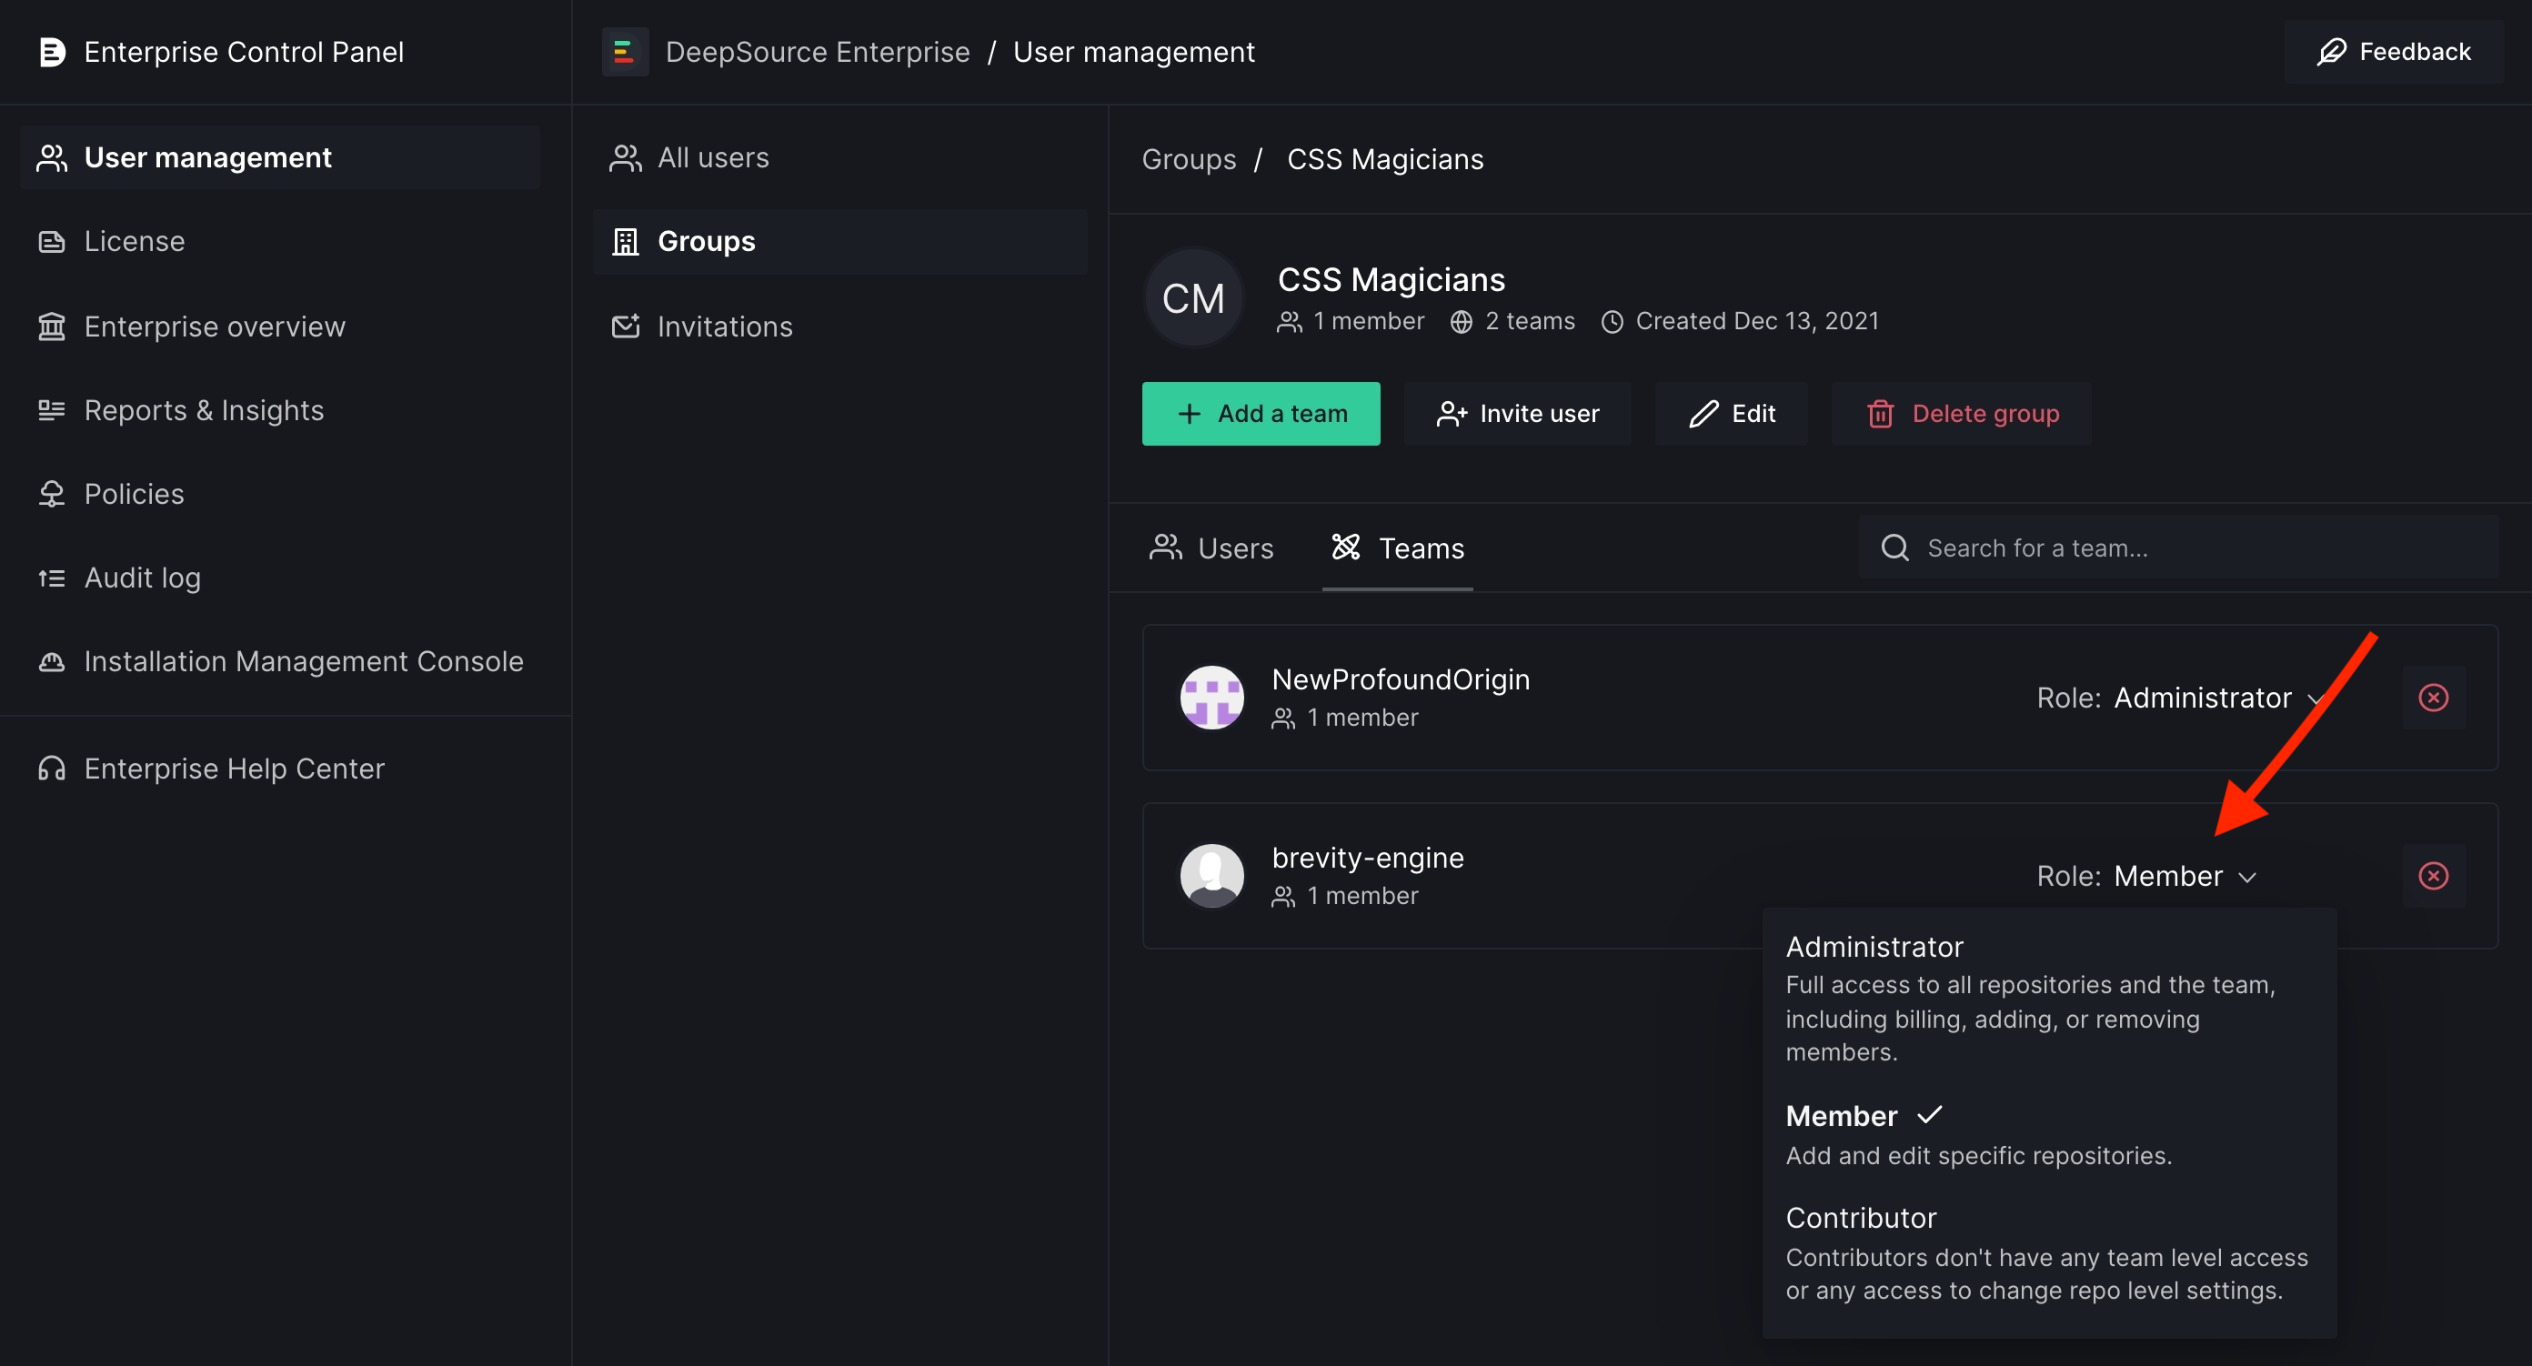 Enterprise Control Panel
DeepSource Enterprise / User management
Feedback
User management
License
Enterprise overview
Reports & Insights
Policies
Audit log
Installation Management Console
Enterprise Help Center
All users
Groups
Invitations
Groups / CSS Magicians
CM
CSS Magicians
1 member 2 teams Created Dec 13, 2021
+ Add a team
Invite user
Edit
Delete group
Users
Teams
Search for a team...
NewProfoundOrigin
1 member
Role: Administrator
brevity-engine
1 member
Role: Member
Administrator
Full access to all repositories and the team,
including billing, adding, or removing
members.
Member
Add and edit specific repositories.
Contributor
Contributors don't have any team level access
or any access to change repo level settings.